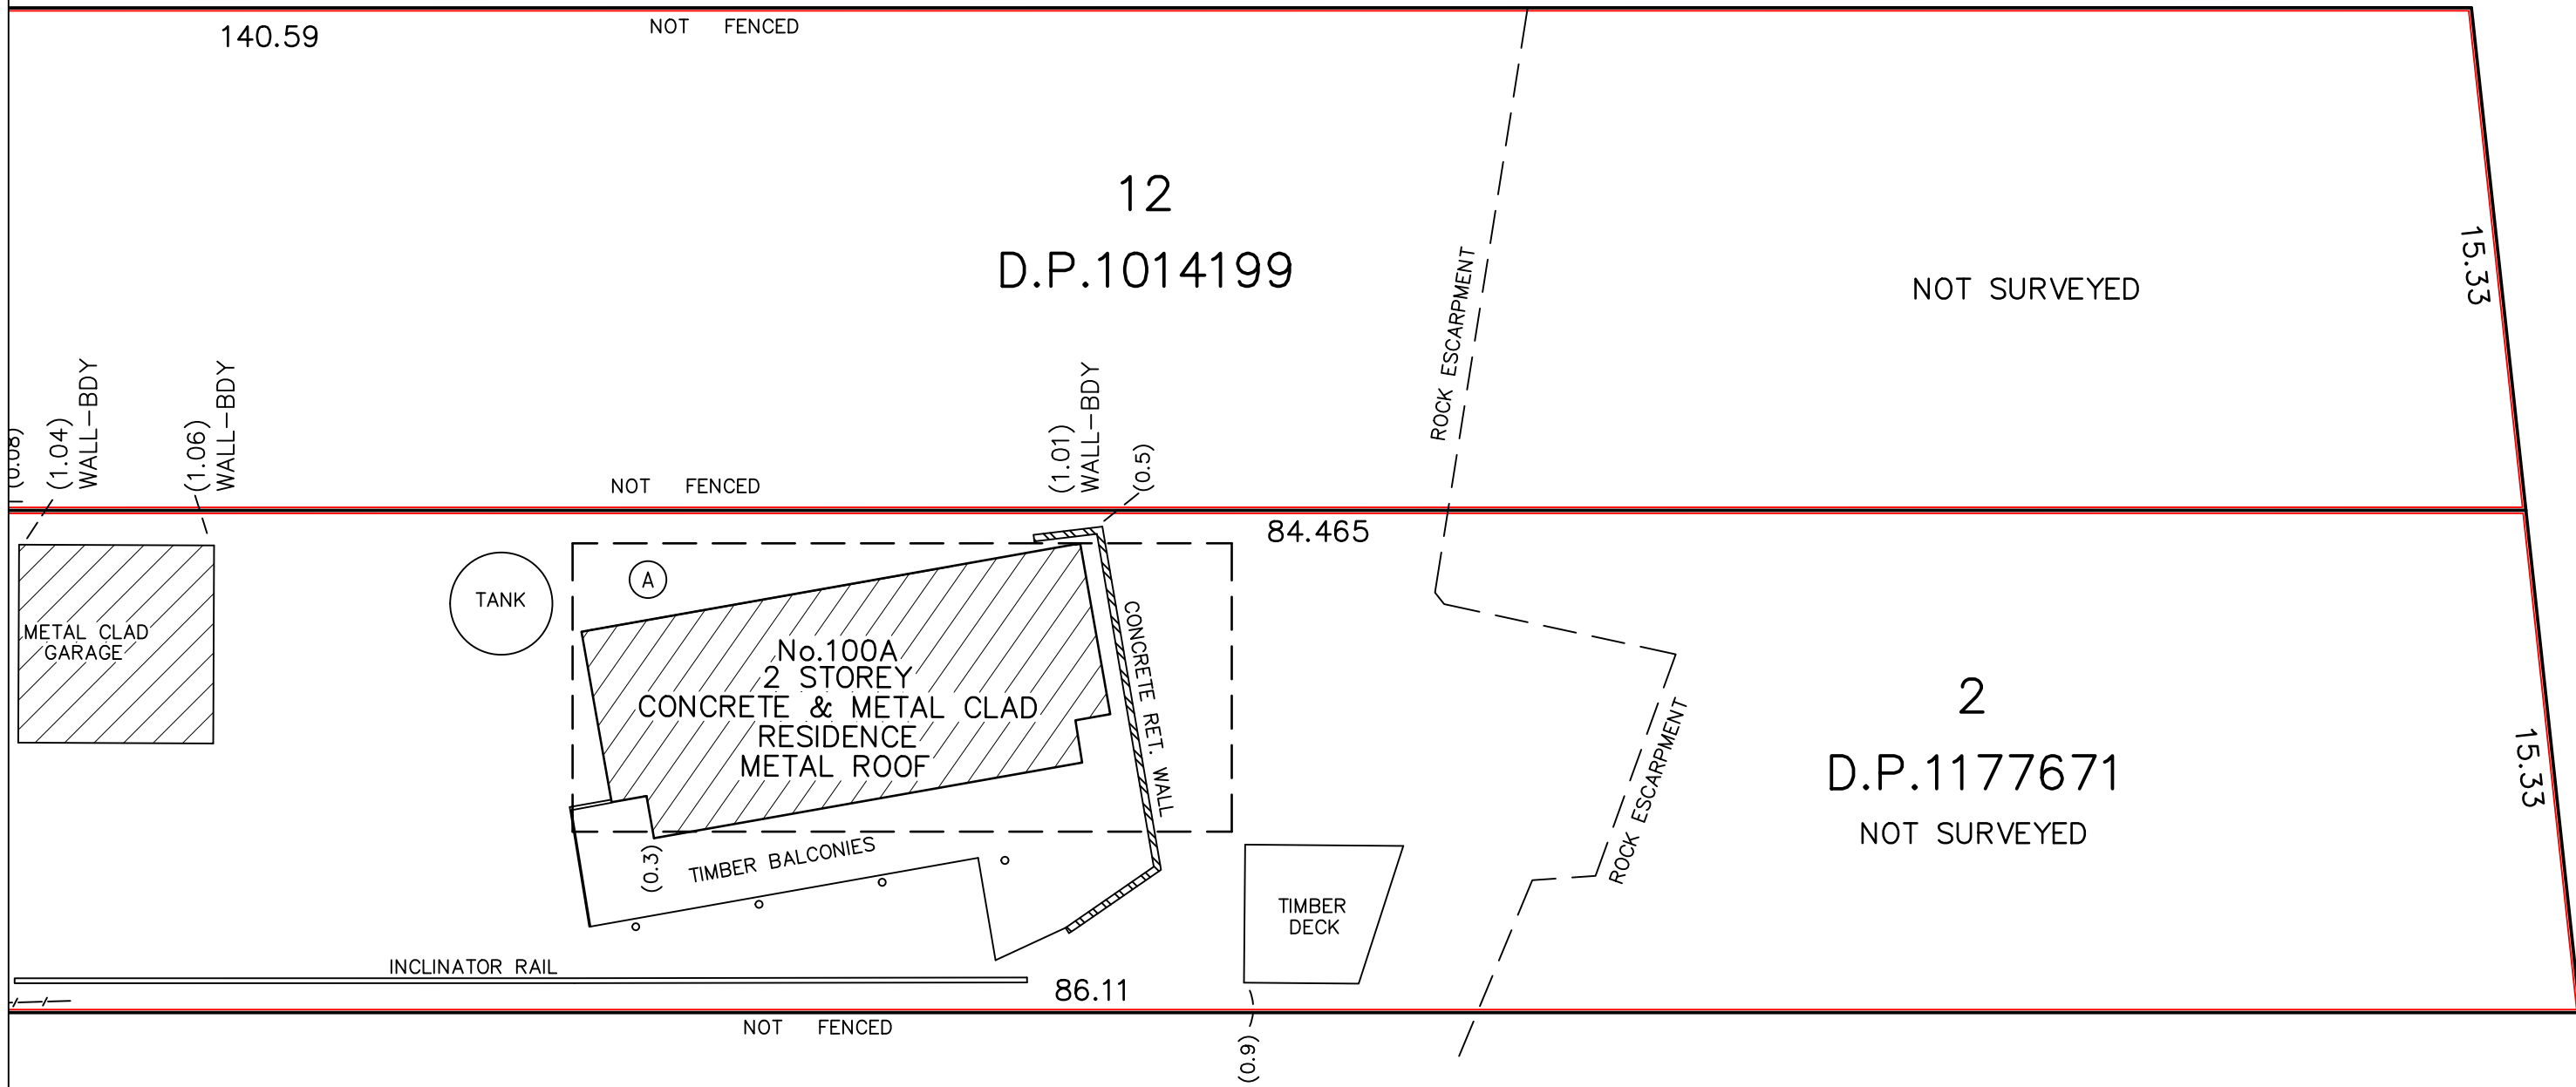 140.59
NOT FENCED
12
D.P.1014199
NOT SURVEYED
15.33
ROCK ESCARPMENT
(1.04)
WALL-BDY
(1.06)
WALL-BDY
(1.01)
WALL-BDY
(0.5)
NOT FENCED
84.465
A
TANK
METAL CLAD
GARAGE
No.100A
2 STOREY
CONCRETE & METAL CLAD
RESIDENCE
METAL ROOF
CONCRETE RET. WALL
2
D.P.1177671
NOT SURVEYED
15.33
ROCK ESCARPMENT
(0.3)
TIMBER BALCONIES
TIMBER
DECK
INCLINATOR RAIL
86.11
NOT FENCED
(0.9)